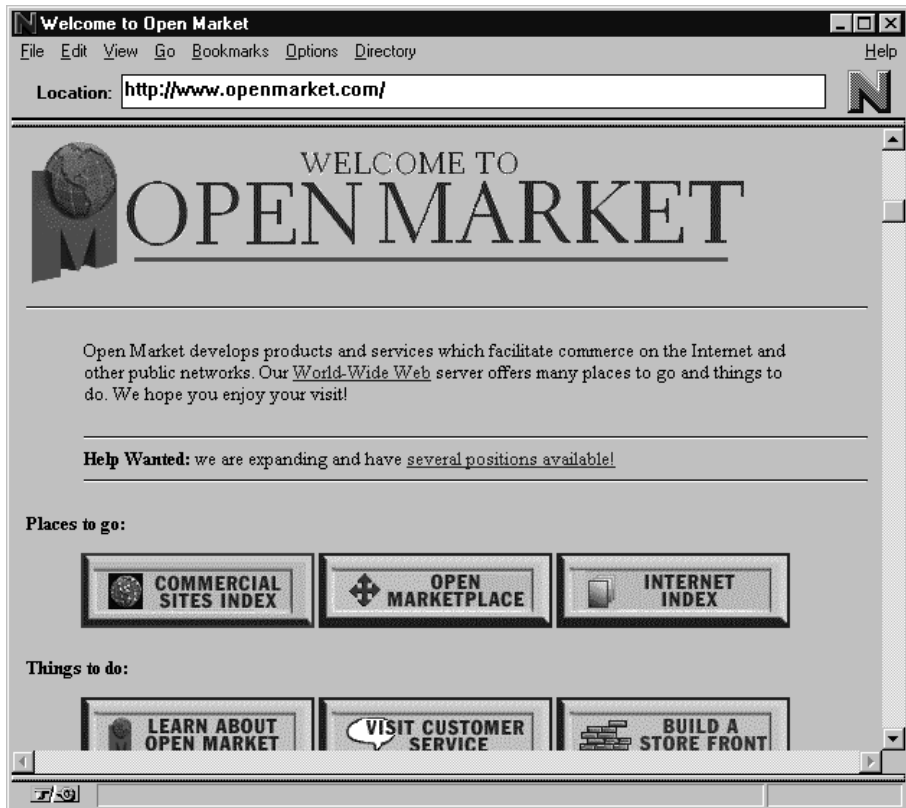 Welcome to Open Market
File Edit View Go Bookmarks Options Directory Help
Location: http://www.openmarket.com/
N
WELCOME TO
OPEN MARKET
Open Market develops products and services which facilitate commerce on the Internet and
other public networks. Our World-Wide Web server offers many places to go and things to
do. We hope you enjoy your visit!
Help Wanted: we are expanding and have several positions available!
Places to go:
COMMERCIAL
SITES INDEX
OPEN
MARKETPLACE
INTERNET
INDEX
Things to do:
LEARN ABOUT
OPEN MARKET
VISIT CUSTOMER
SERVICE
BUILD A
STORE FRONT